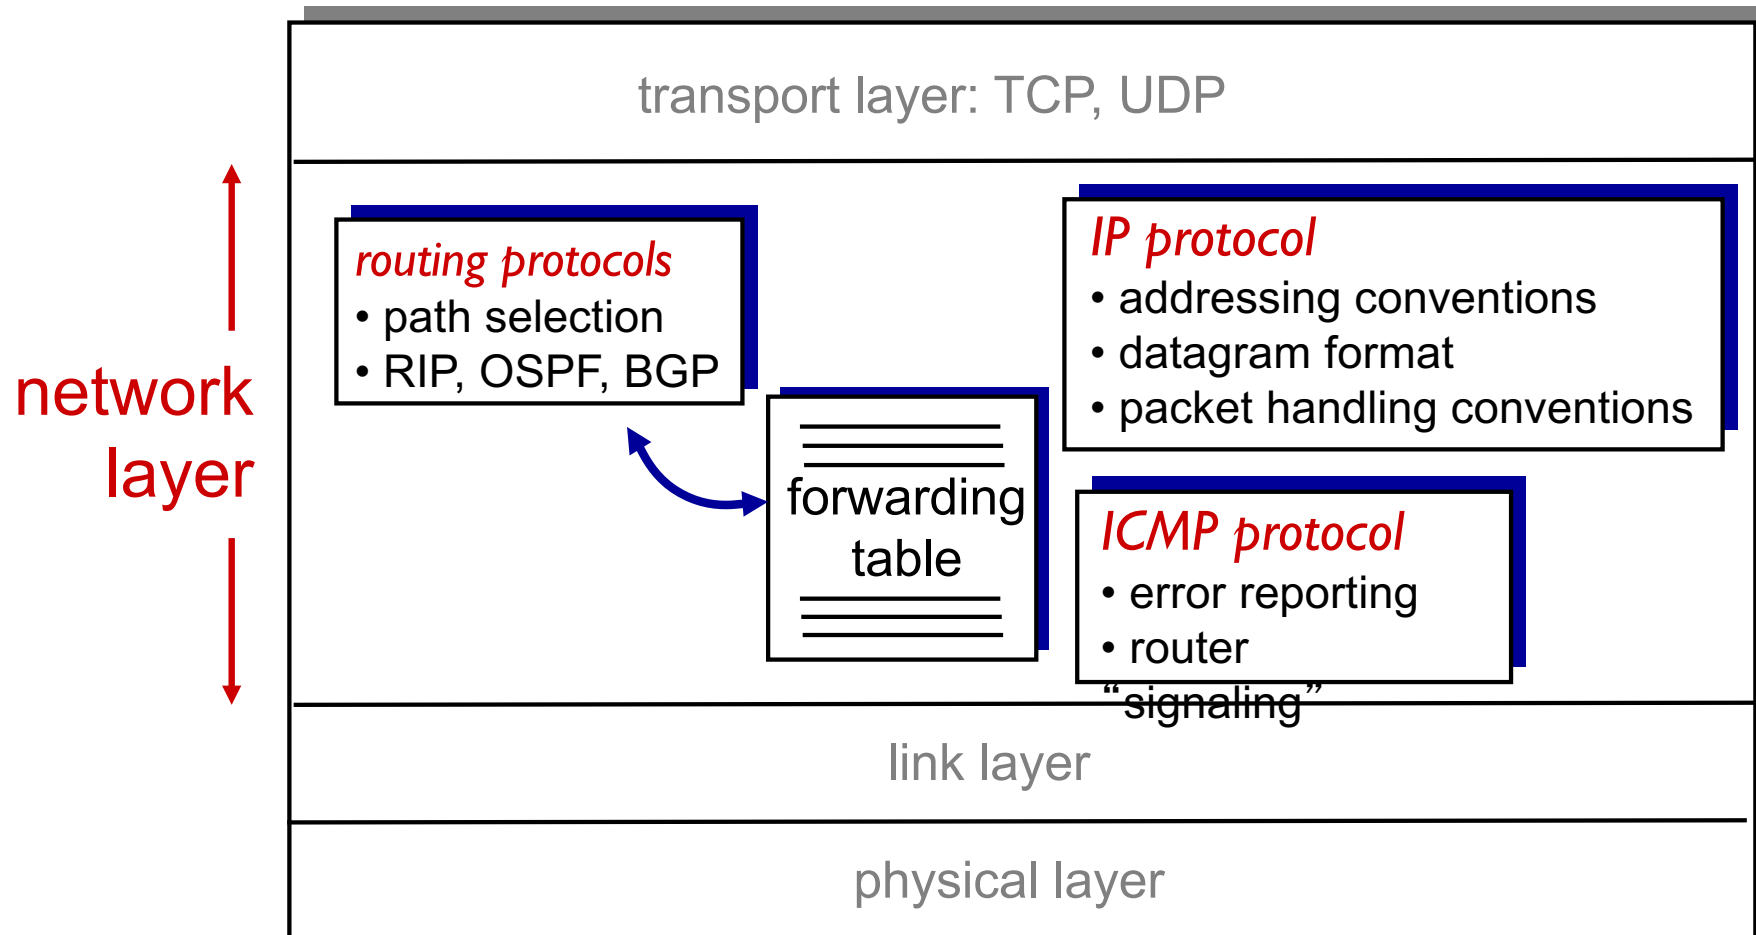 transport layer: TCP, UDP
network
layer
routing protocols
• path selection
• RIP, OSPF, BGP
forwarding
table
IP protocol
• addressing conventions
• datagram format
• packet handling conventions
ICMP protocol
• error reporting
• router
“signaling”
link layer
physical layer